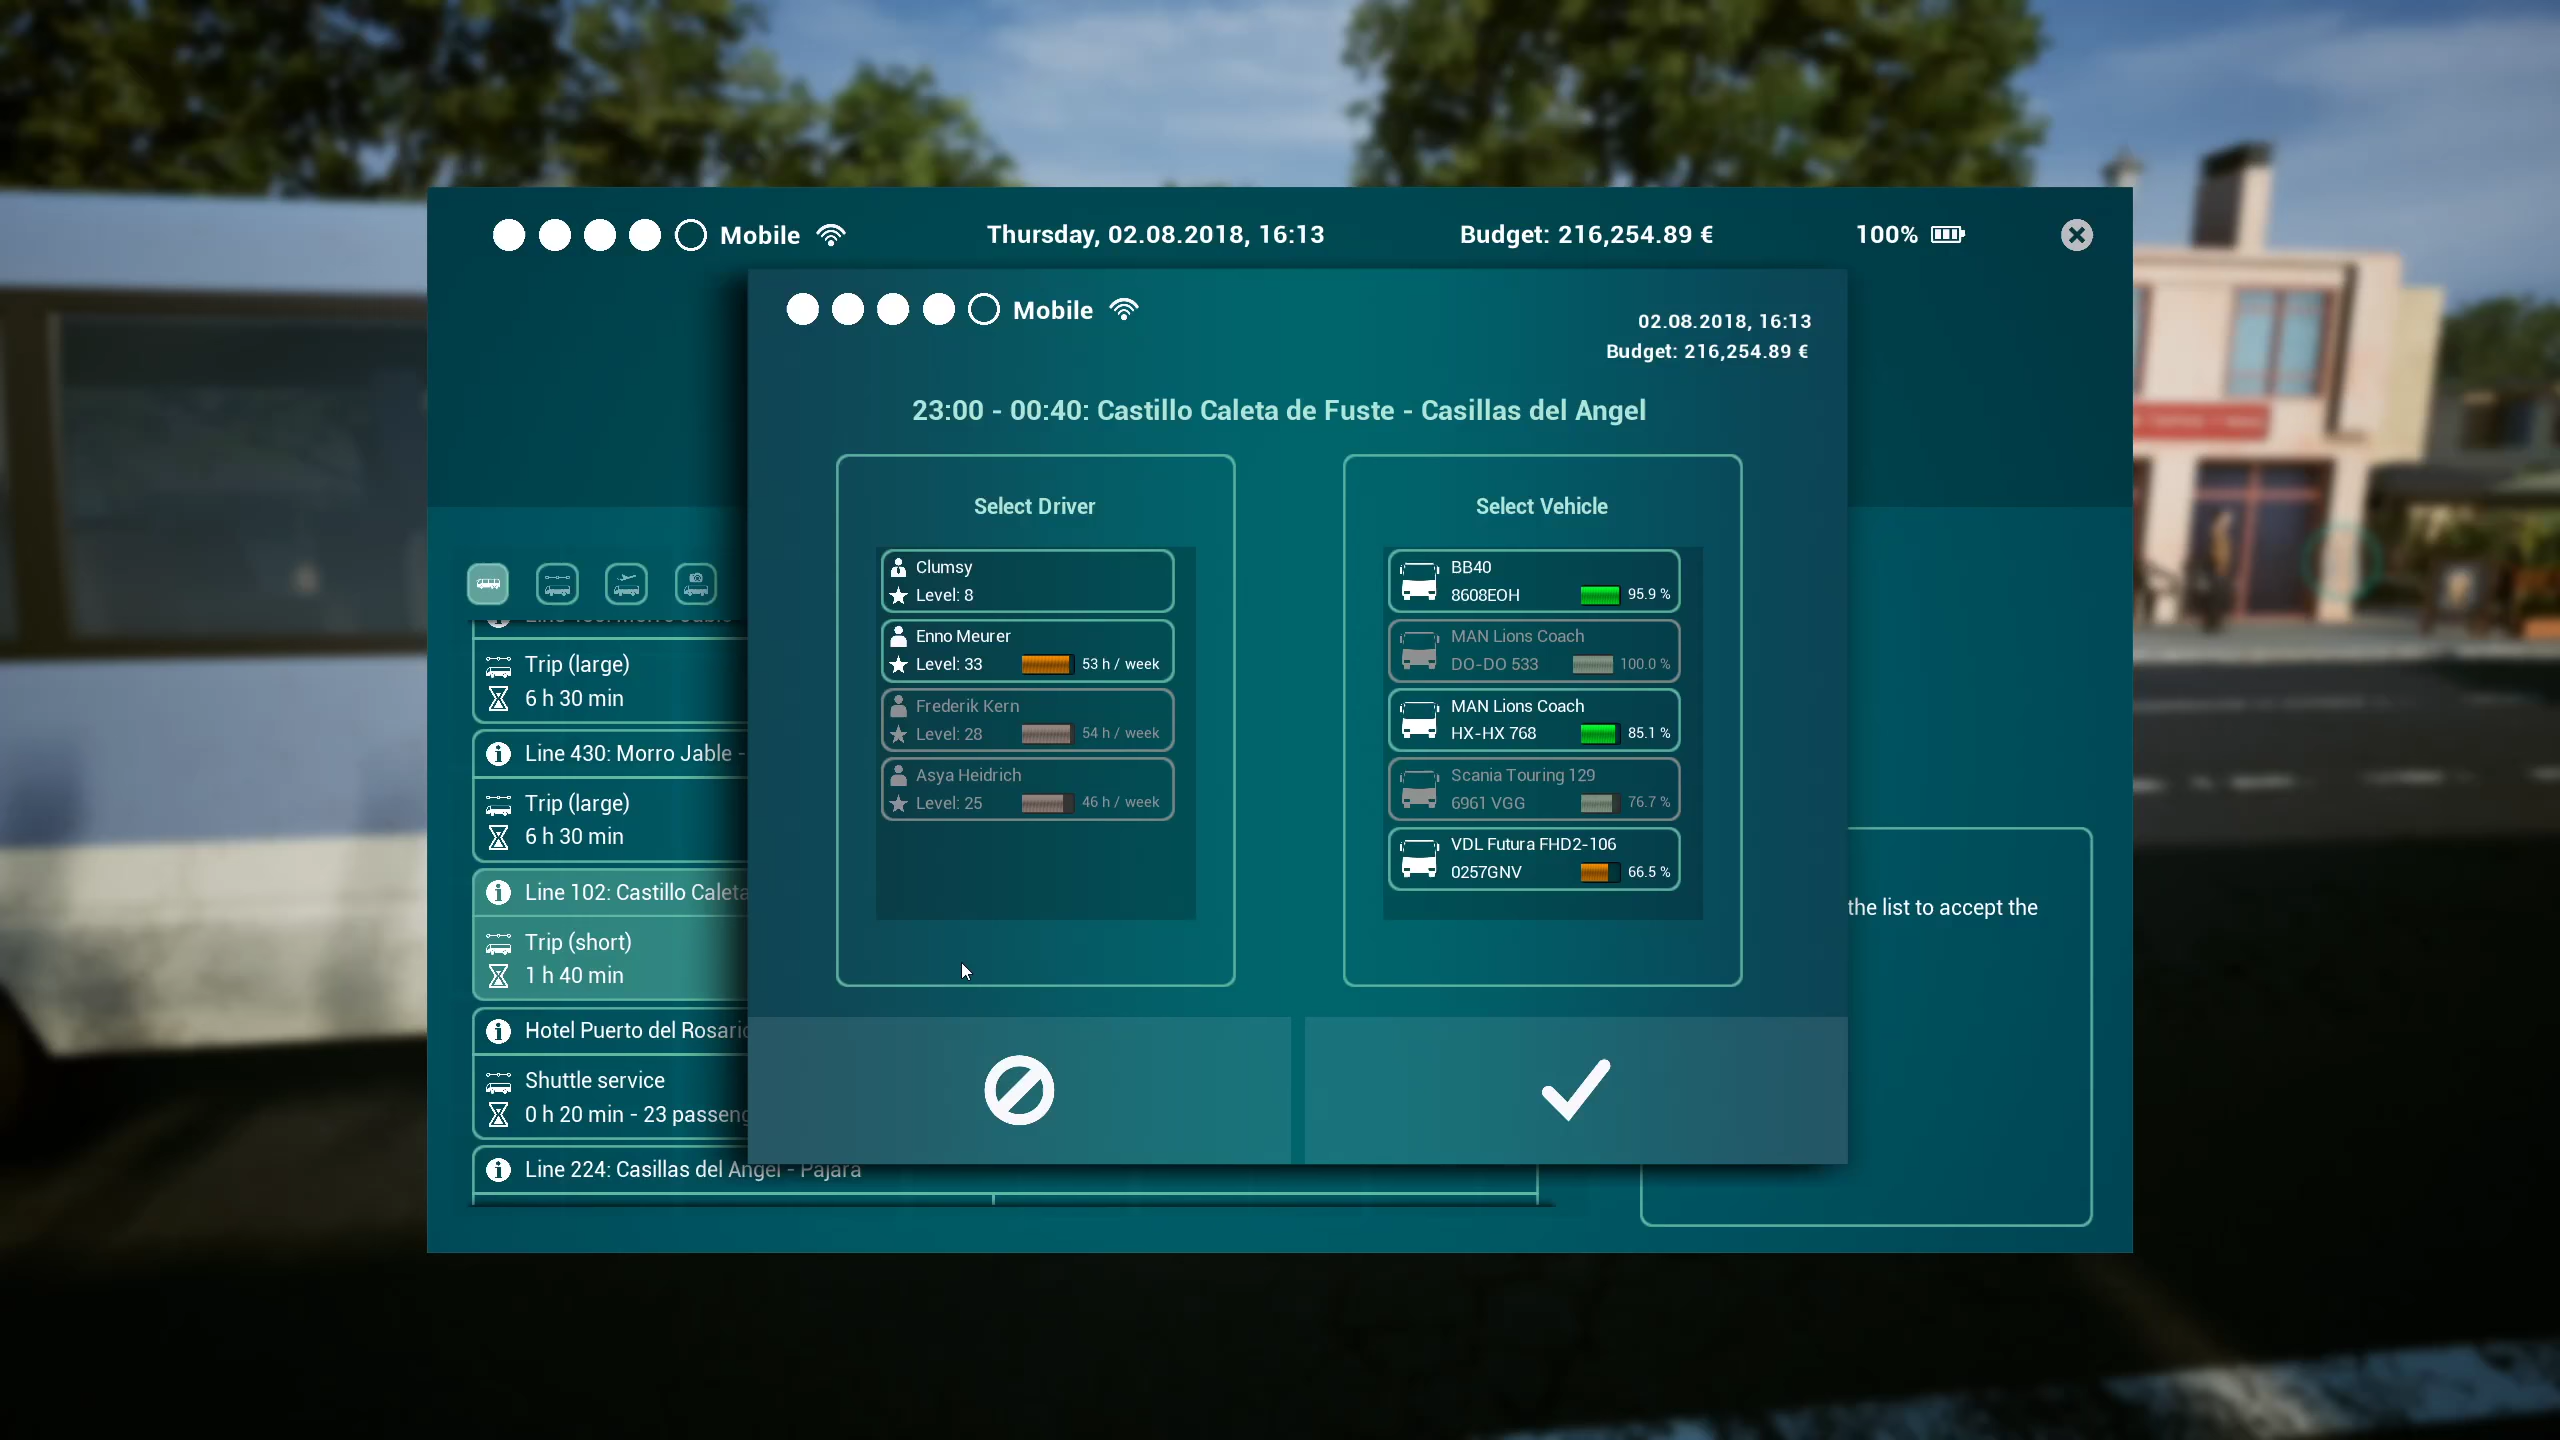 Mobile
Thursday, 02.08.2018, 16:13
Budget: 216,254.89 €
100%
Mobile
02.08.2018, 16:13
Budget: 216,254.89 €
23:00 - 00:40: Castillo Caleta de Fuste - Casillas del Angel
Select Driver
Clumsy
Level: 8
Enno Meurer
Level: 33
53 h / week
Frederik Kern
Level: 28
54 h / week
Asya Heidrich
Level: 25
46 h / week
Select Vehicle
BB40
8608EOH
95.9 %
MAN Lions Coach
DO-DO 533
100.0 %
MAN Lions Coach
HX-HX 768
85.1 %
Scania Touring 129
6961 VGG
76.7 %
VDL Futura FHD2-106
0257GNV
66.5 %
Trip (large)
6 h 30 min
Line 430: Morro Jable -
Trip (large)
6 h 30 min
Line 102: Castillo Caleta
Trip (short)
1 h 40 min
Hotel Puerto del Rosario
Shuttle service
0 h 20 min - 23 passeng
Line 224: Casillas del Angel - Pajara
the list to accept the